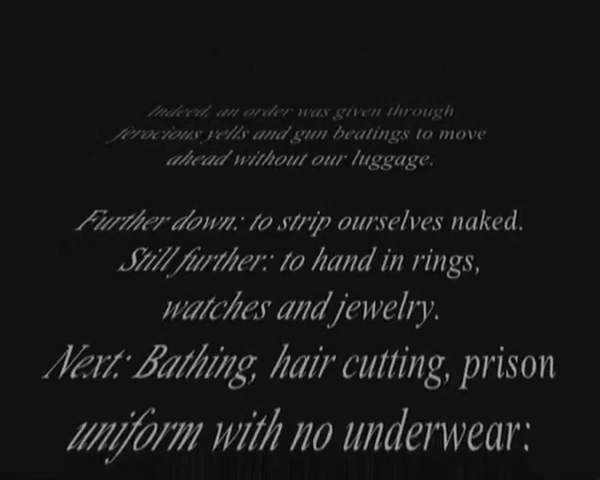 Indeed, an order was given through
ferocious yells and gun beatings to move
ahead without our luggage.
Further down: to strip ourselves naked.
Still further: to hand in rings,
watches and jewelry.
Next: Bathing, hair cutting, prison
uniform with no underwear: